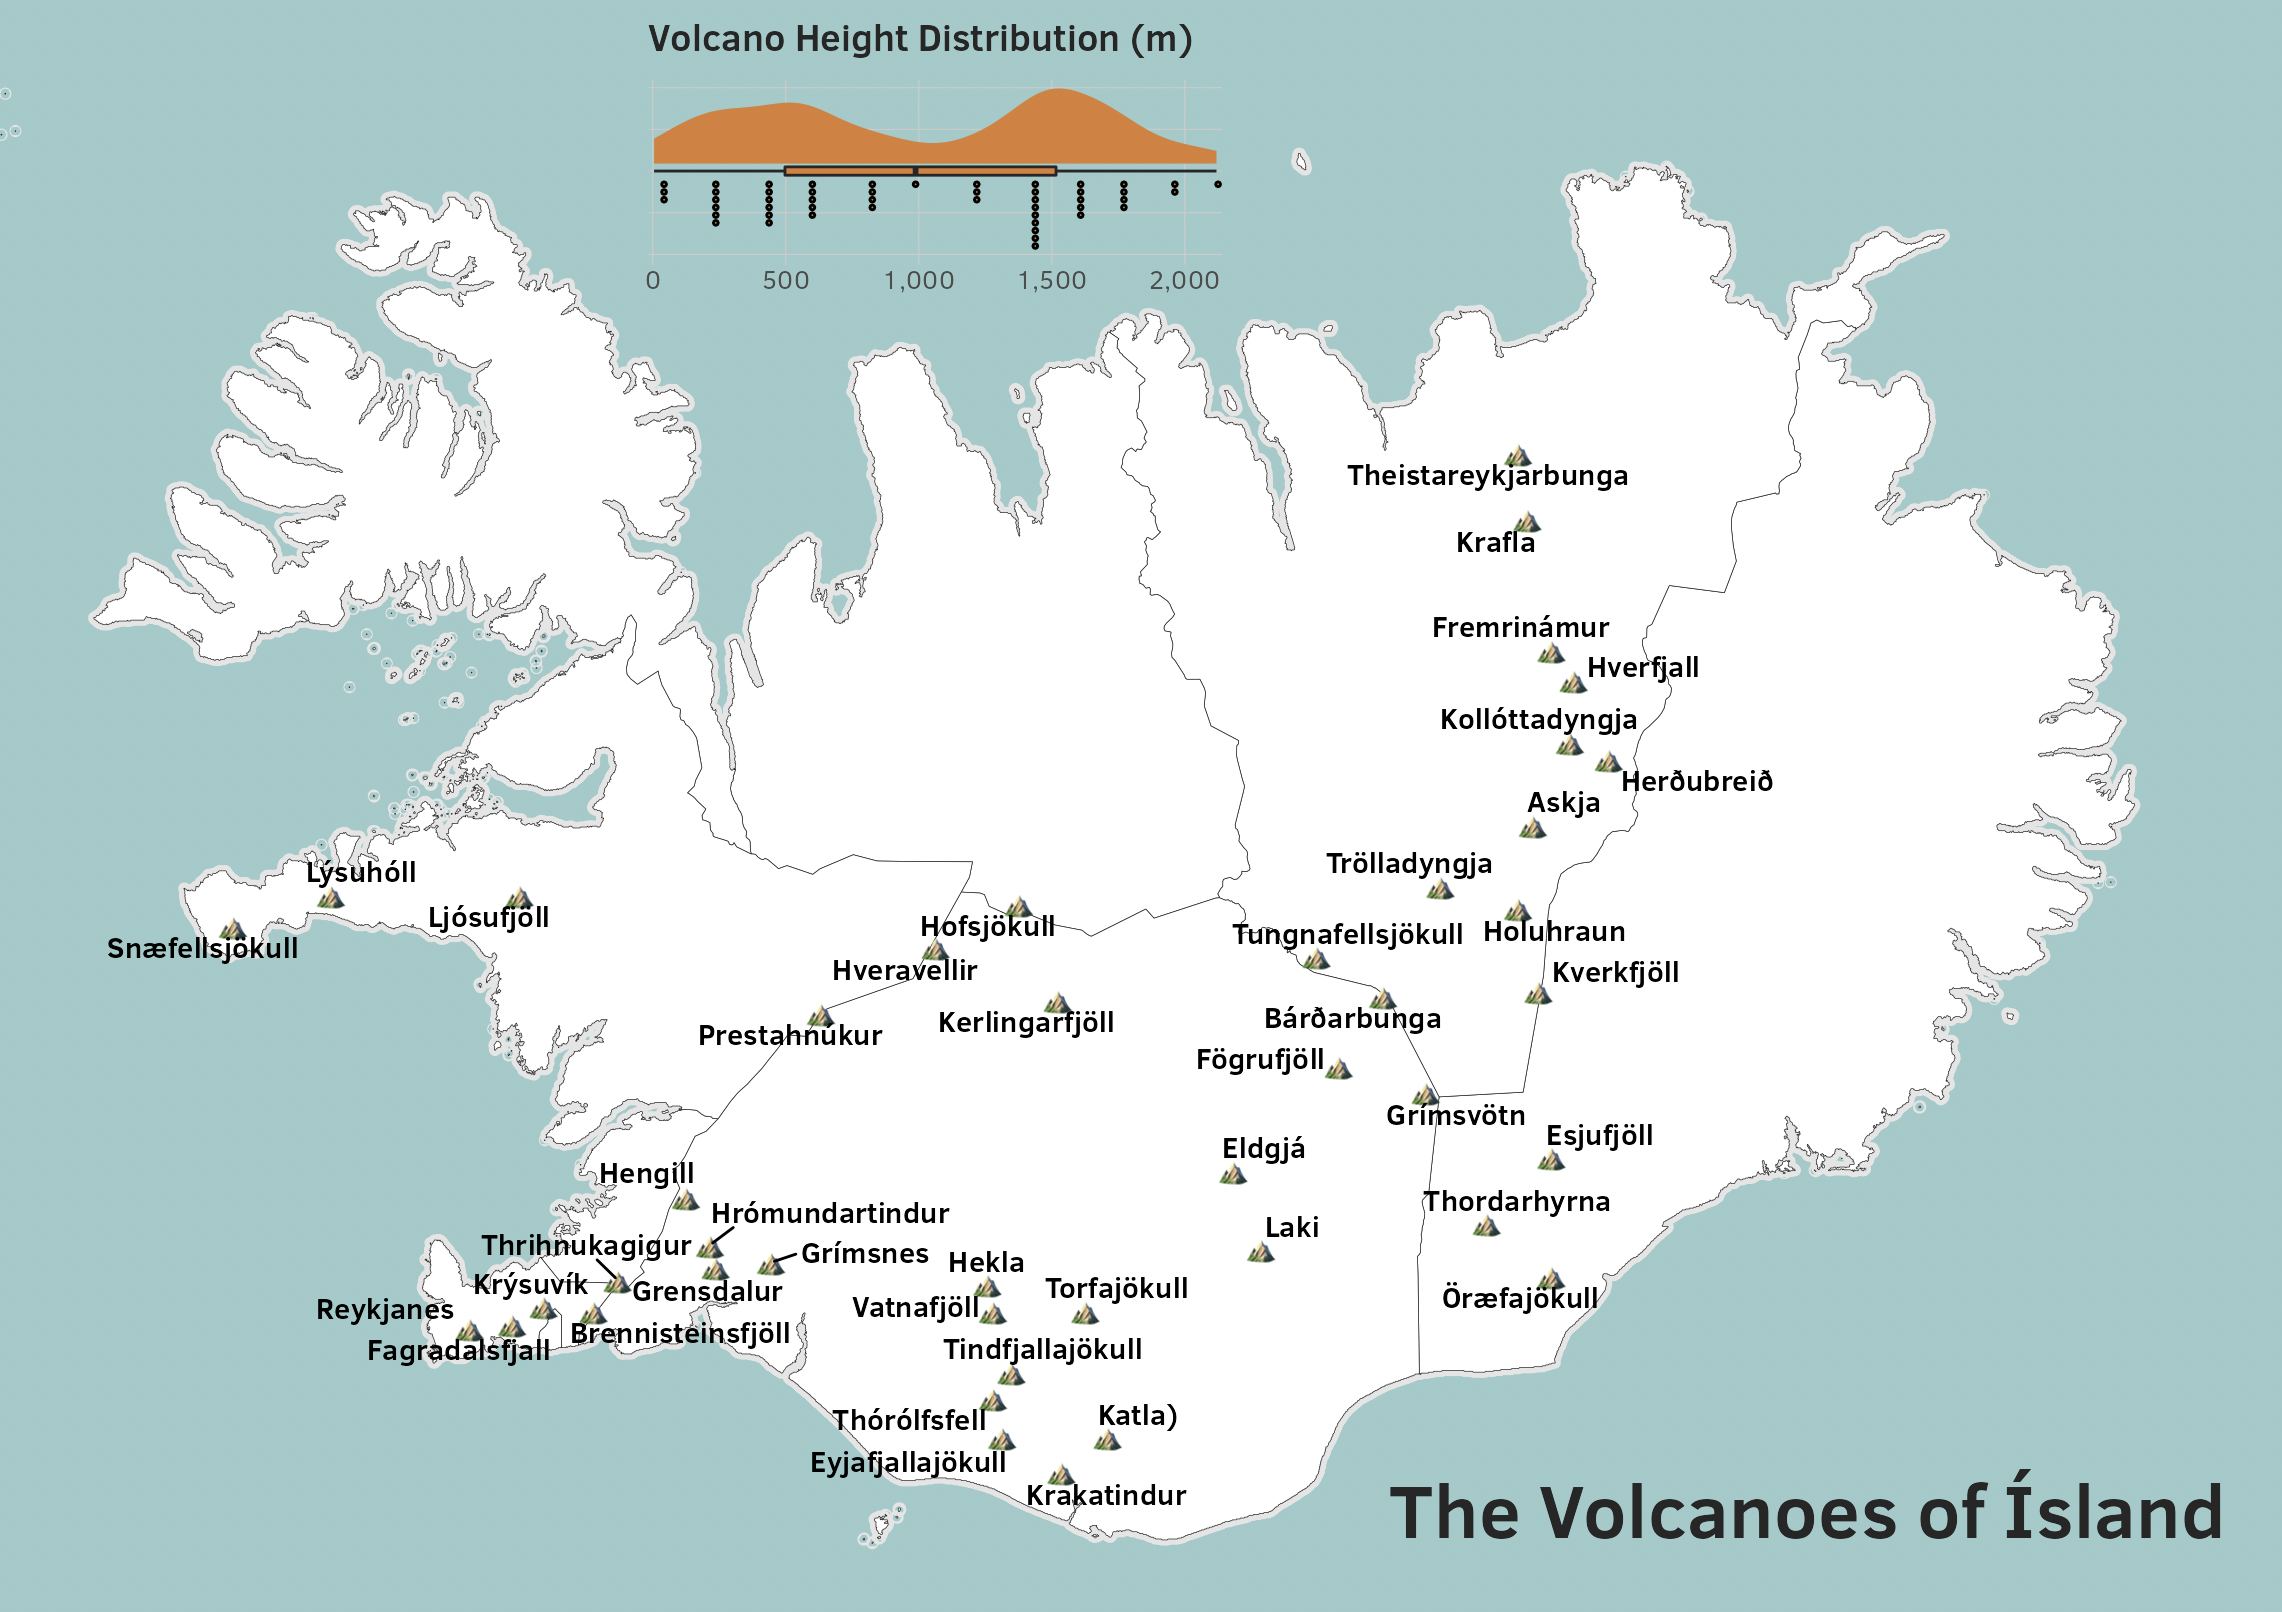 Volcano Height Distribution (m)
0 500 1,000 1,500 2,000
Theistareykjarbunga
Krafla
Fremrinámur
Hverfjall
Kollóttadyngja
Herðubreið
Askja
Trölladyngja
Lýsuhóll
Ljósufjöll
Snæfellsjökull
Hofsjökull
Tungnafellsjökull
Holuhraun
Hveravellir
Kverkfjöll
Prestahnúkur
Kerlingarfjöll
Bárðarbunga
Fögrufjöll
Grímsvötn
Esjufjöll
Eldgjá
Hengill
Thordarhyrna
Hrómundartindur
Laki
Thrihnukagigur
Grímsnes
Hekla
Krýsuvík
Grensdalur
Torfajökull
Öræfajökull
Reykjanes
Vatnafjöll
Brennisteinsfjöll
Fagradalsfjall
Tindfjallajökull
Katla)
Thórólfsfell
Eyjafjallajökull
Krakatindur
The Volcanoes of Ísland